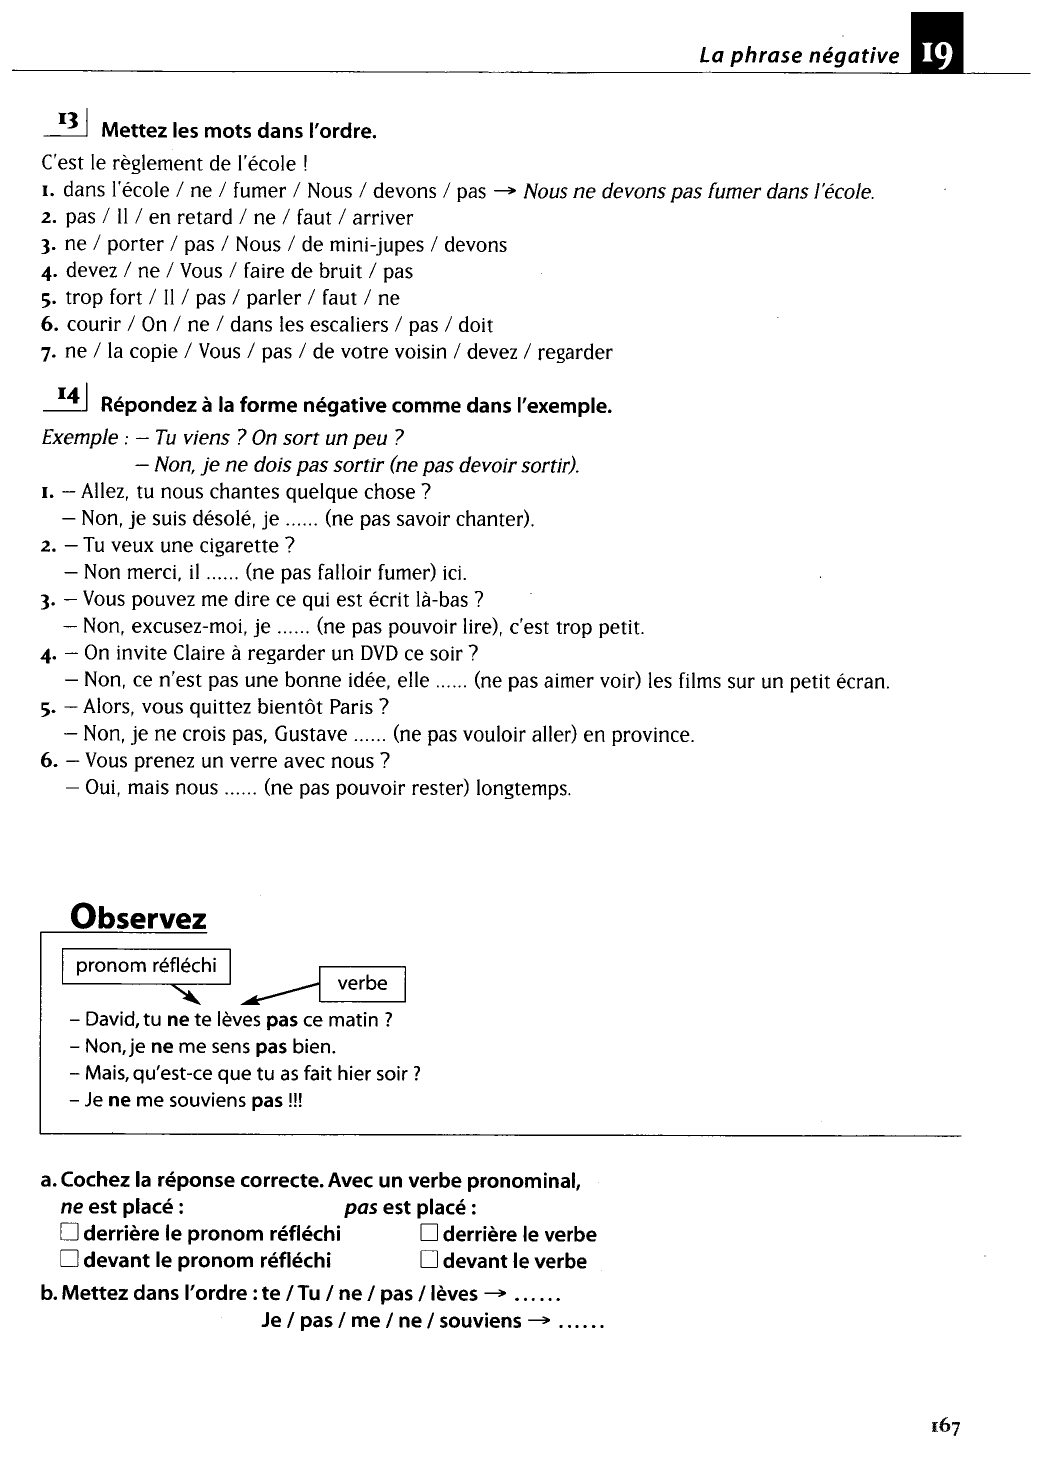 La phrase négative 19
13 Mettez les mots dans l'ordre.
C'est le règlement de l'école !
1. dans l'école / ne / fumer / Nous / devons / pas → Nous ne devons pas fumer dans l'école.
2. pas / Il / en retard / ne / faut / arriver
3. ne / porter / pas / Nous / de mini-jupes / devons
4. devez / ne / Vous / faire de bruit / pas
5. trop fort / Il / pas / parler / faut / ne
6. courir / On / ne / dans les escaliers / pas / doit
7. ne / la copie / Vous / pas / de votre voisin / devez / regarder
14 Répondez à la forme négative comme dans l'exemple.
Exemple : – Tu viens ? On sort un peu ?
– Non, je ne dois pas sortir (ne pas devoir sortir).
1. – Allez, tu nous chantes quelque chose ?
– Non, je suis désolé, je ...... (ne pas savoir chanter).
2. – Tu veux une cigarette ?
– Non merci, il ...... (ne pas falloir fumer) ici.
3. – Vous pouvez me dire ce qui est écrit là-bas ?
– Non, excusez-moi, je ...... (ne pas pouvoir lire), c'est trop petit.
4. – On invite Claire à regarder un DVD ce soir ?
– Non, ce n'est pas une bonne idée, elle ...... (ne pas aimer voir) les films sur un petit écran.
5. – Alors, vous quittez bientôt Paris ?
– Non, je ne crois pas, Gustave ...... (ne pas vouloir aller) en province.
6. – Vous prenez un verre avec nous ?
– Oui, mais nous ...... (ne pas pouvoir rester) longtemps.
Observez
pronom réfléchi
verbe
– David, tu ne te lèves pas ce matin ?
– Non, je ne me sens pas bien.
– Mais, qu'est-ce que tu as fait hier soir ?
– Je ne me souviens pas !!!
a. Cochez la réponse correcte. Avec un verbe pronominal,
ne est placé : pas est placé :
☐ derrière le pronom réfléchi ☐ derrière le verbe
☐ devant le pronom réfléchi ☐ devant le verbe
b. Mettez dans l'ordre : te / Tu / ne / pas / lèves → ......
Je / pas / me / ne / souviens → ......
167